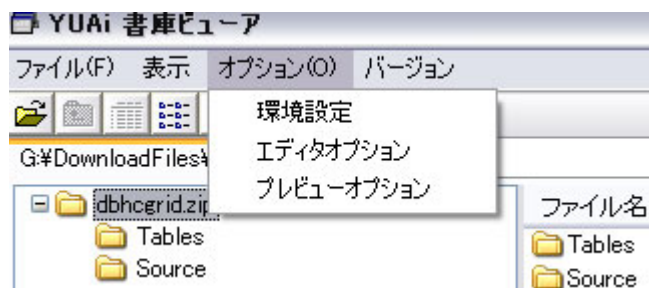 YUAi 書庫ビューア
ファイル(F) 表示 オプション(O) バージョン
環境設定
エディタオプション
プレビューオプション
G:¥DownloadFiles¥
dbhcgrid.zip
Tables
Source
ファイル名
Tables
Source